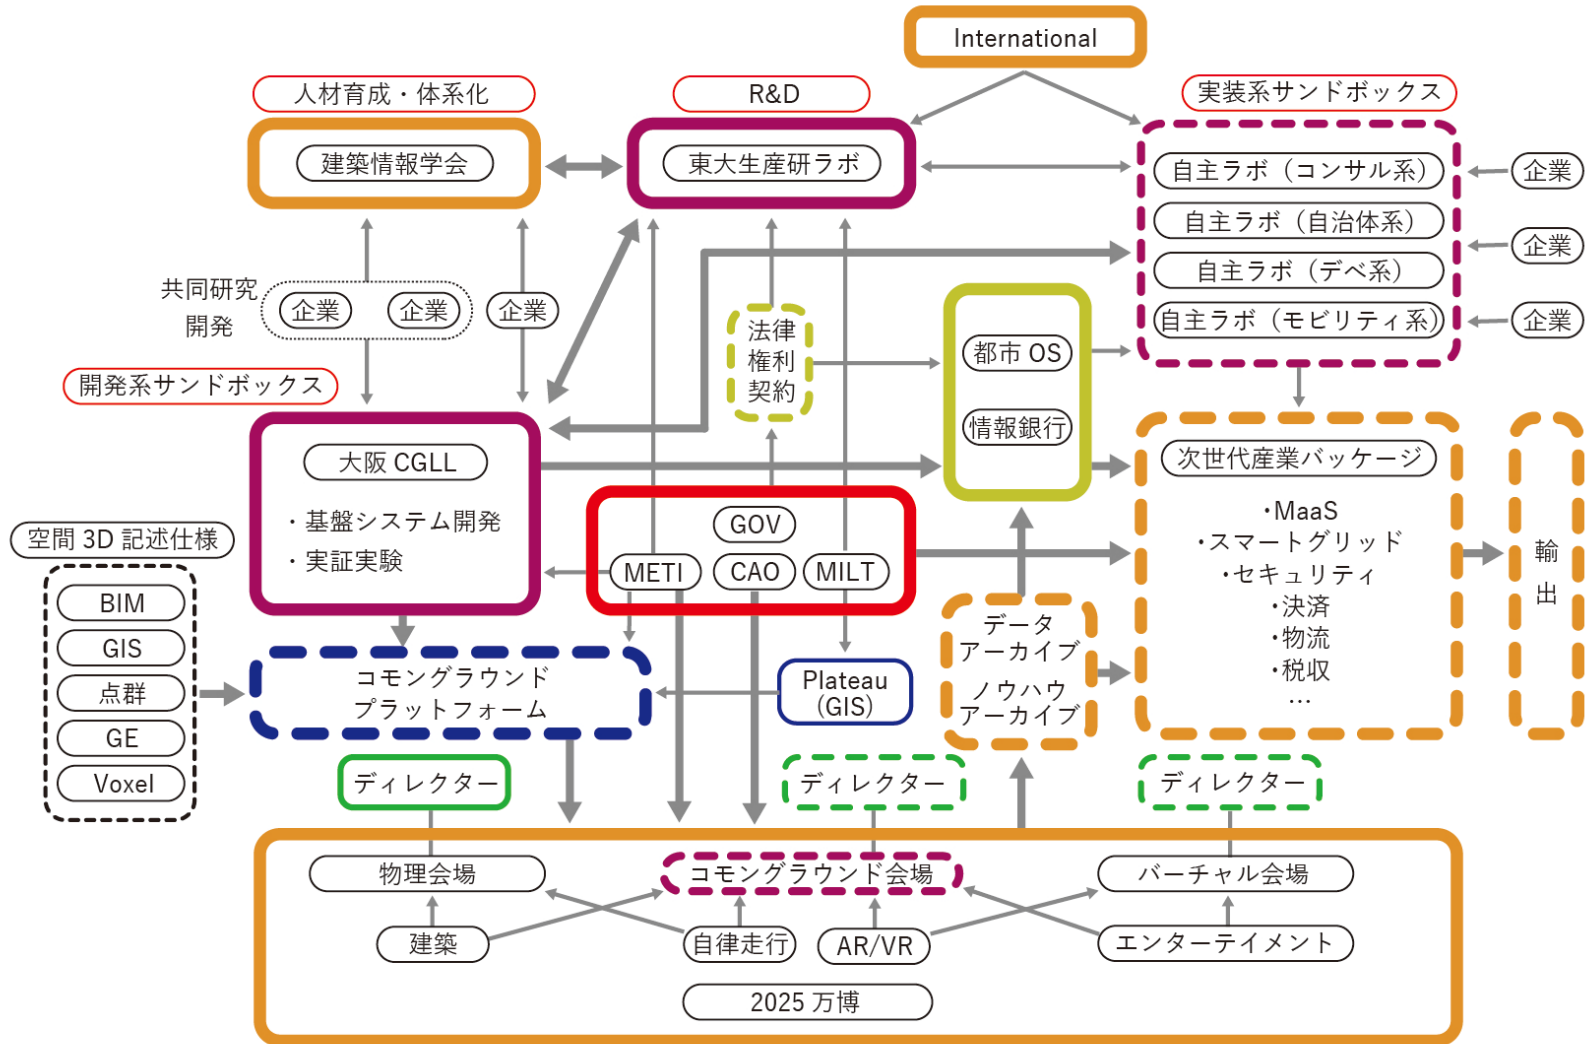 International
人材育成・体系化
R&D
実装系サンドボックス
建築情報学会
東大生産研ラボ
自主ラボ（コンサル系）
企業
自主ラボ（自治体系）
企業
自主ラボ（デベ系）
自主ラボ（モビリティ系）
企業
共同研究
開発
企業
企業
企業
法律
権利
契約
都市 OS
情報銀行
開発系サンドボックス
大阪 CGLL
・基盤システム開発
・実証実験
GOV
METI
CAO
MILT
次世代産業パッケージ
・MaaS
・スマートグリッド
・セキュリティ
・決済
・物流
・税収
…
輸
出
空間 3D 記述仕様
BIM
GIS
点群
GE
Voxel
コモングラウンド
プラットフォーム
Plateau
(GIS)
データ
アーカイブ
ノウハウ
アーカイブ
ディレクター
ディレクター
ディレクター
物理会場
コモングラウンド会場
バーチャル会場
建築
自律走行
AR/VR
エンターテイメント
2025 万博